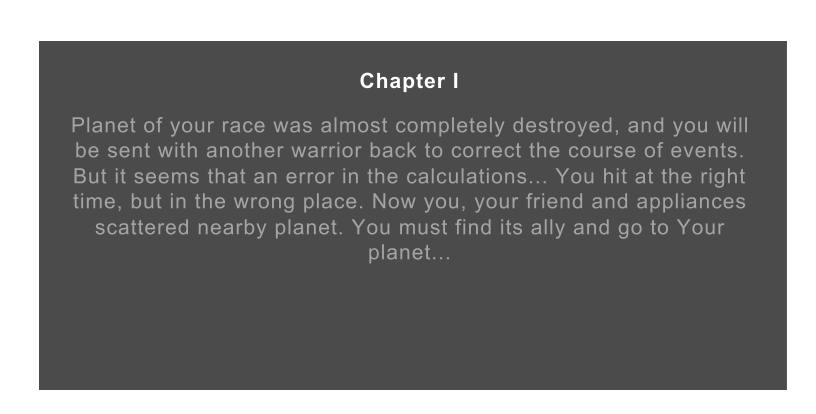 Chapter I
Planet of your race was almost completely destroyed, and you will
be sent with another warrior back to correct the course of events.
But it seems that an error in the calculations... You hit at the right
time, but in the wrong place. Now you, your friend and appliances
scattered nearby planet. You must find its ally and go to Your
planet...